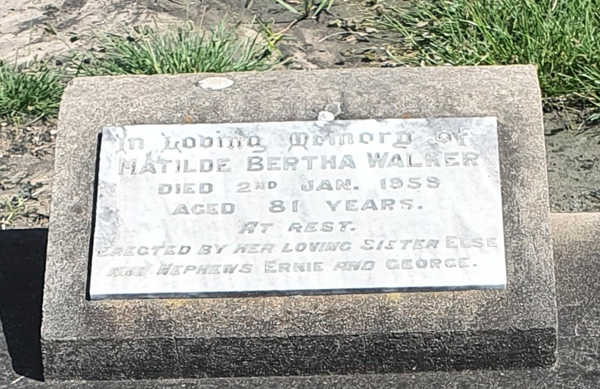 In Loving Memory of
MATILDE BERTHA WALKER
DIED 2ND JAN. 1958
AGED 81 YEARS.
AT REST.
ERECTED BY HER LOVING SISTER ELSE
AND NEPHEWS ERNIE AND GEORGE.